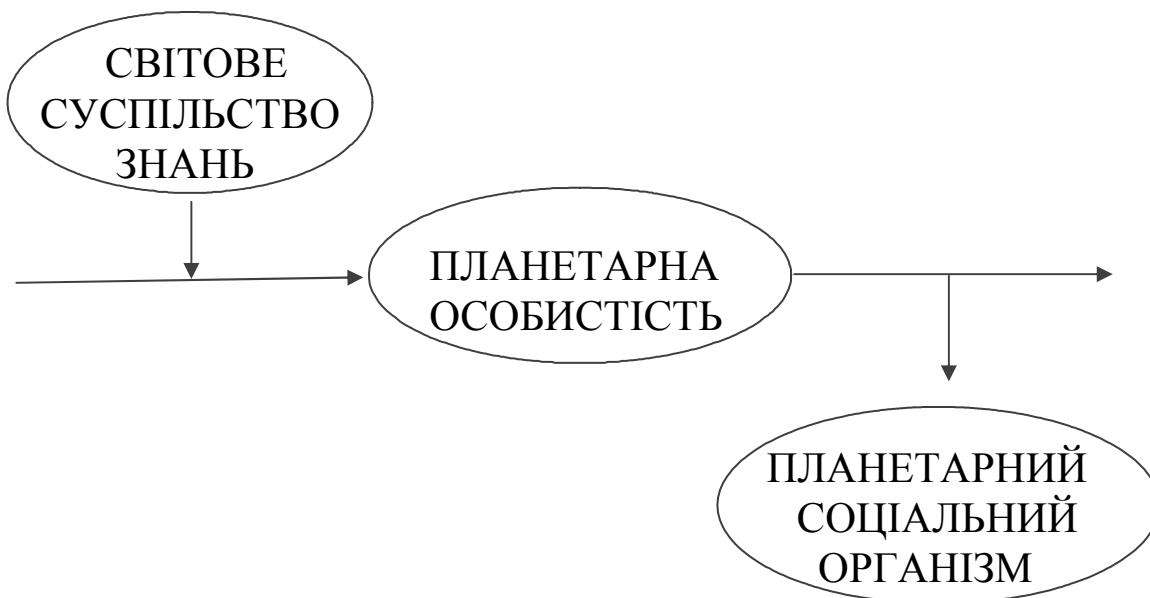 СВІТОВЕ
СУСПІЛЬСТВО
ЗНАНЬ
ПЛАНЕТАРНА
ОСОБИСТІСТЬ
ПЛАНЕТАРНИЙ
СОЦІАЛЬНИЙ
ОРГАНІЗМ